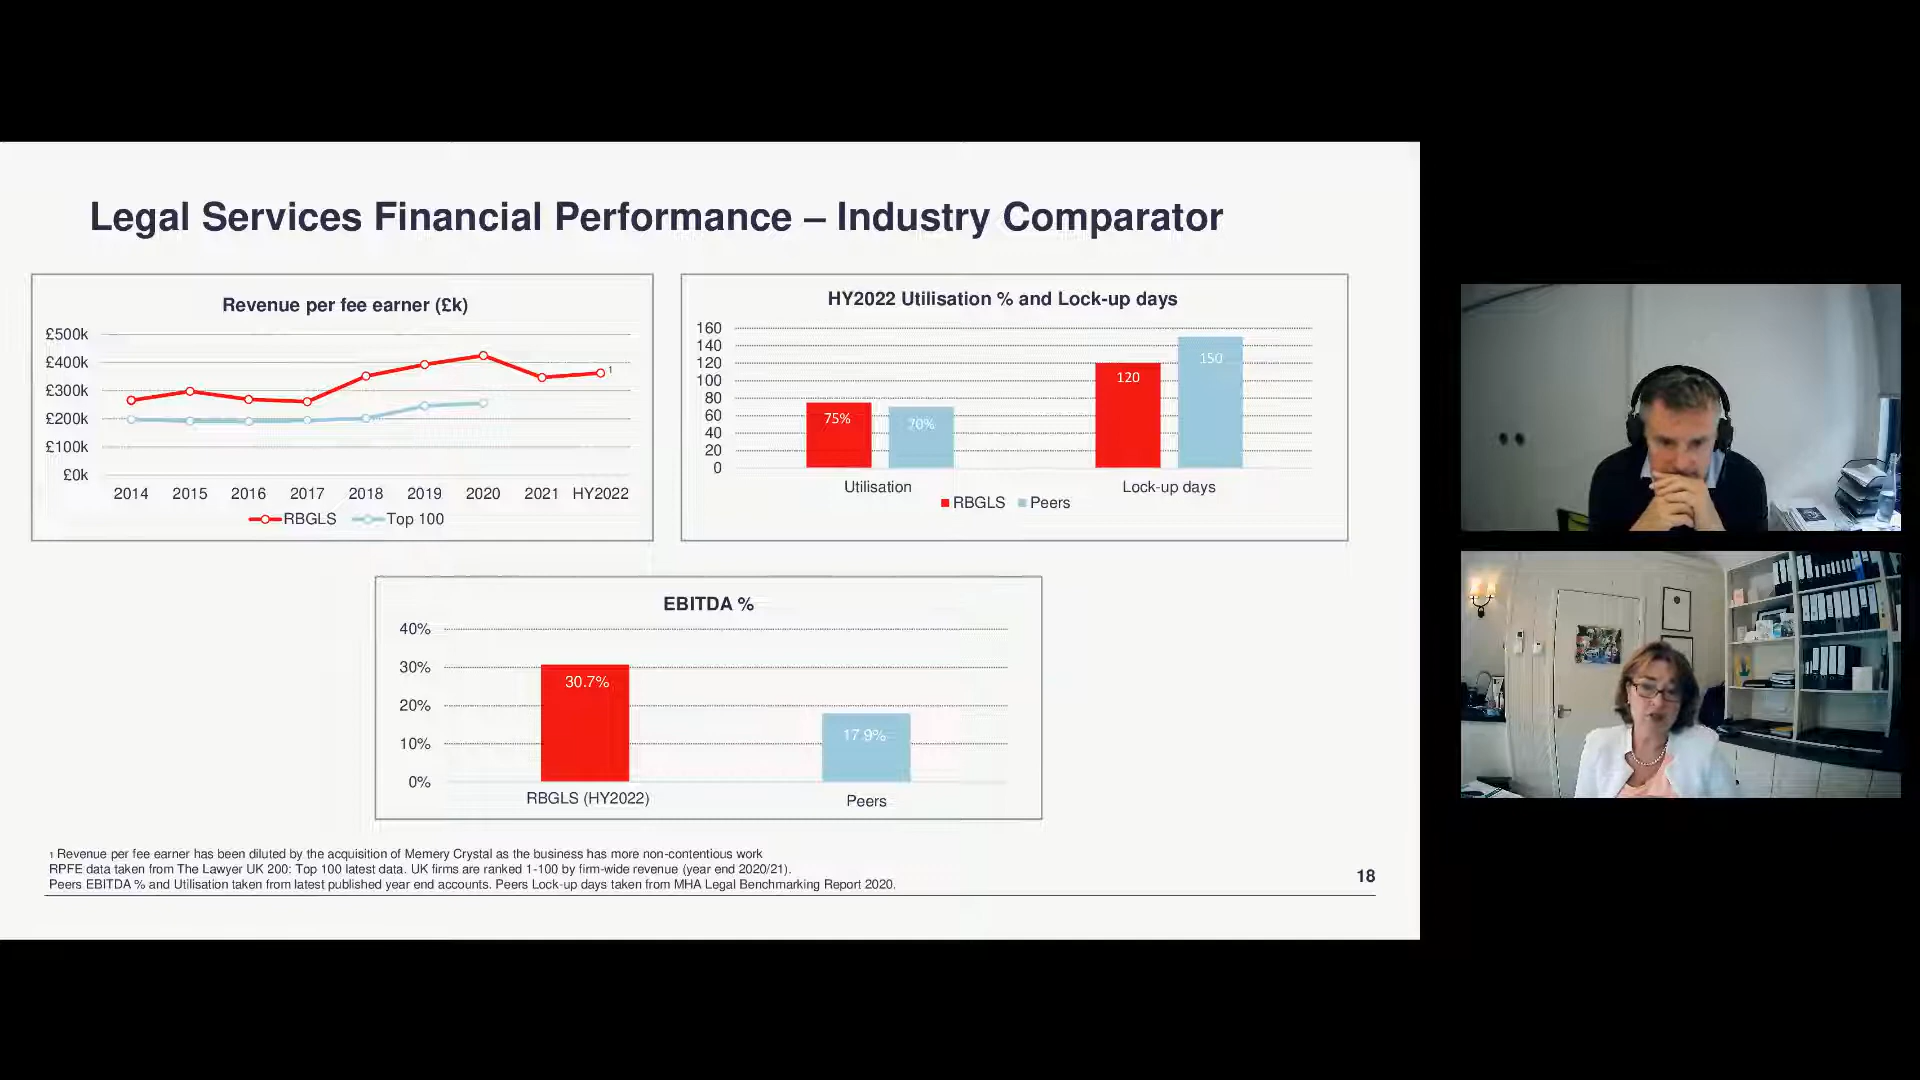 Legal Services Financial Performance – Industry Comparator
Revenue per fee earner (£k)
£500k
£400k
£300k
£200k
£100k
£0k
1
2014 2015 2016 2017 2018 2019 2020 2021 HY2022
RBGLS Top 100
HY2022 Utilisation % and Lock-up days
160
140
120
100
80
60
40
20
0
75%
70%
120
150
Utilisation Lock-up days
RBGLS Peers
EBITDA %
40%
30%
20%
10%
0%
30.7%
17.9%
RBGLS (HY2022) Peers
1 Revenue per fee earner has been diluted by the acquisition of Memery Crystal as the business has more non-contentious work
RPFE data taken from The Lawyer UK 200: Top 100 latest data. UK firms are ranked 1-100 by firm-wide revenue (year end 2020/21).
Peers EBITDA % and Utilisation taken from latest published year end accounts. Peers Lock-up days taken from MHA Legal Benchmarking Report 2020.
18